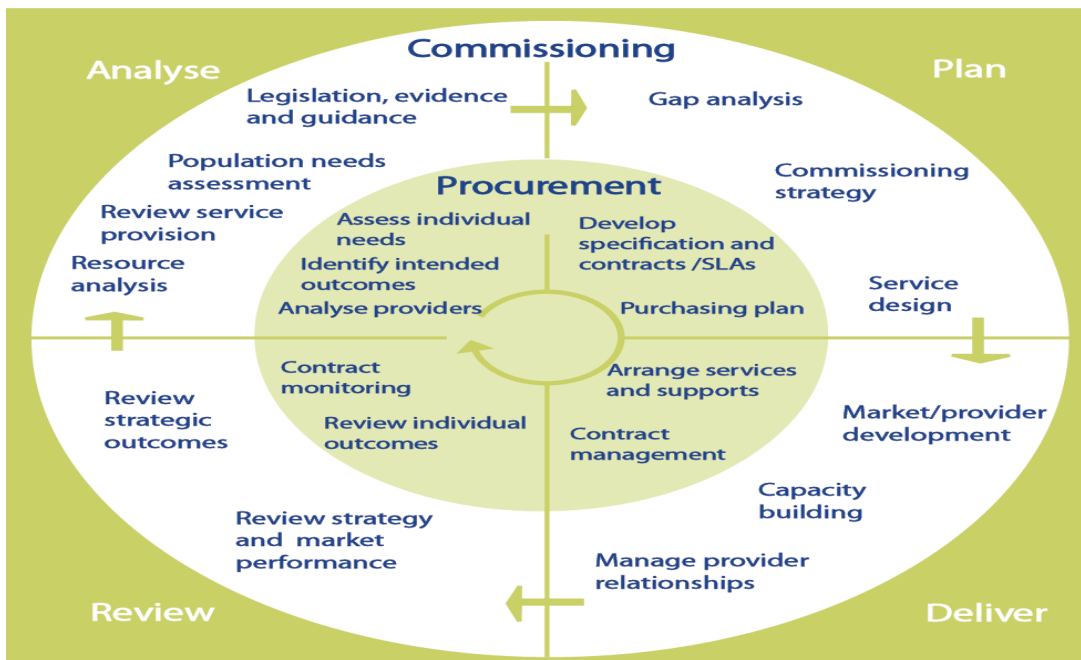 Commissioning
Analyse
Plan
Legislation, evidence
and guidance
Gap analysis
Population needs
assessment
Commissioning
strategy
Review service
provision
Resource
analysis
Service
design
Procurement
Assess individual
needs
Identify intended
outcomes
Analyse providers
Develop
specification and
contracts /SLAs
Purchasing plan
Contract
monitoring
Review individual
outcomes
Arrange services
and supports
Contract
management
Review
strategic
outcomes
Market/provider
development
Capacity
building
Review strategy
and market
performance
Manage provider
relationships
Review
Deliver